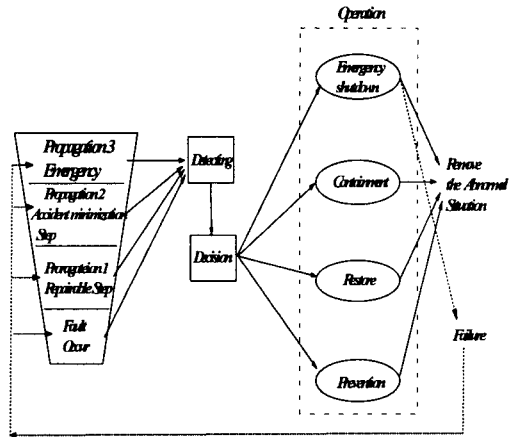 Operation
Emergency
shutdown
Propagation 3
Emergency
Propagation 2
Accident minimization
Step
Propagateion 1
Repairable Step
Fault
Occur
Detecting
Decision
Containment
Restore
Prevention
Remove
the Abnormal
Situation
Failure